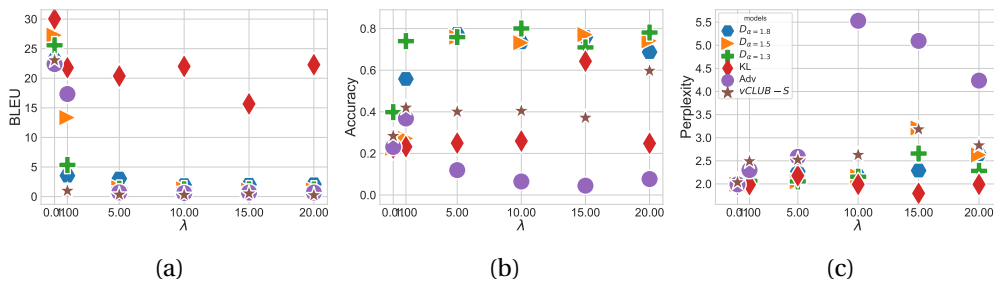 BLEU
30
25
20
15
10
5
0
0.01
1.00
5.00
10.00
15.00
20.00
λ
(a)
Accuracy
0.8
0.6
0.4
0.2
0.0
0.01
1.00
5.00
10.00
15.00
20.00
λ
(b)
Perplexity
5.5
5.0
4.5
4.0
3.5
3.0
2.5
2.0
models
D_{α=1.8}
D_{α=1.5}
D_{α=1.3}
KL
Adv
vCLUB−S
0.01
1.00
5.00
10.00
15.00
20.00
λ
(c)